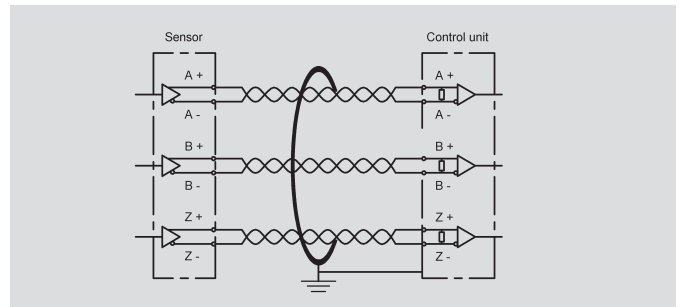 Sensor Control unit
A + A +
A - A -
B + B +
B - B -
Z + Z +
Z - Z -